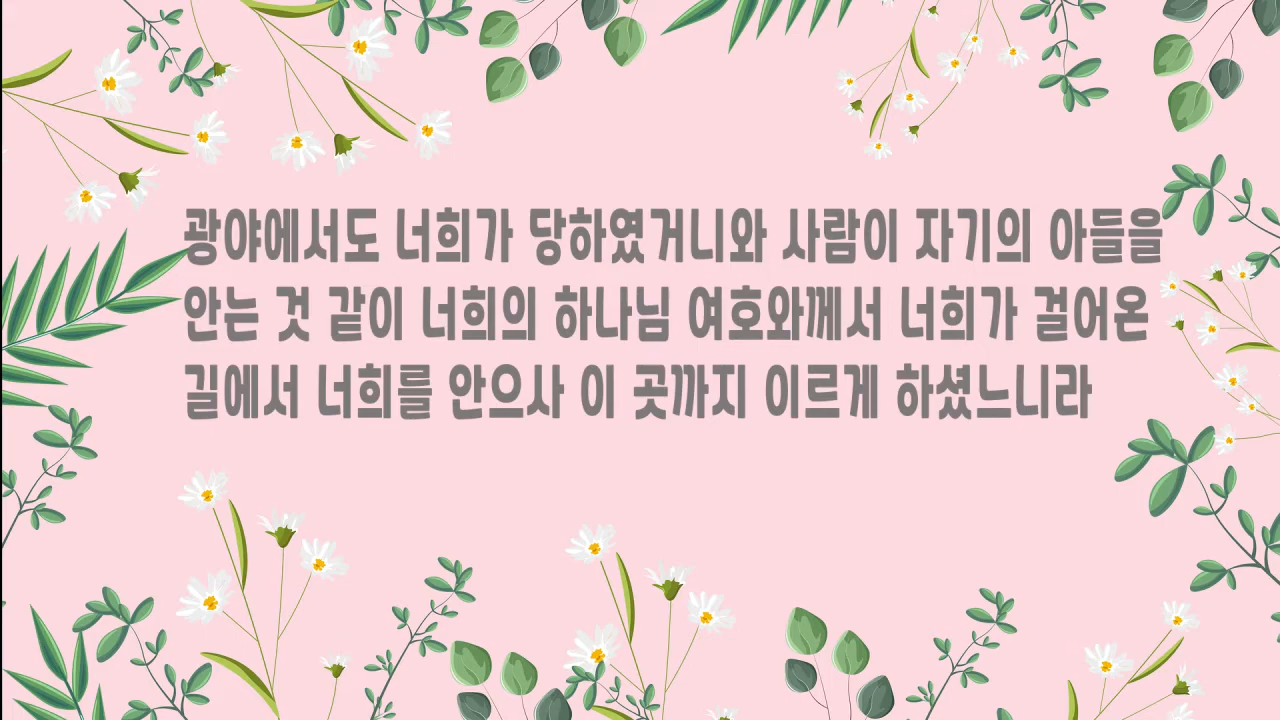 광야에서도 너희가 당하였거니와 사람이 자기의 아들을
안는 것 같이 너희의 하나님 여호와께서 너희가 걸어온
길에서 너희를 안으사 이 곳까지 이르게 하셨느니라